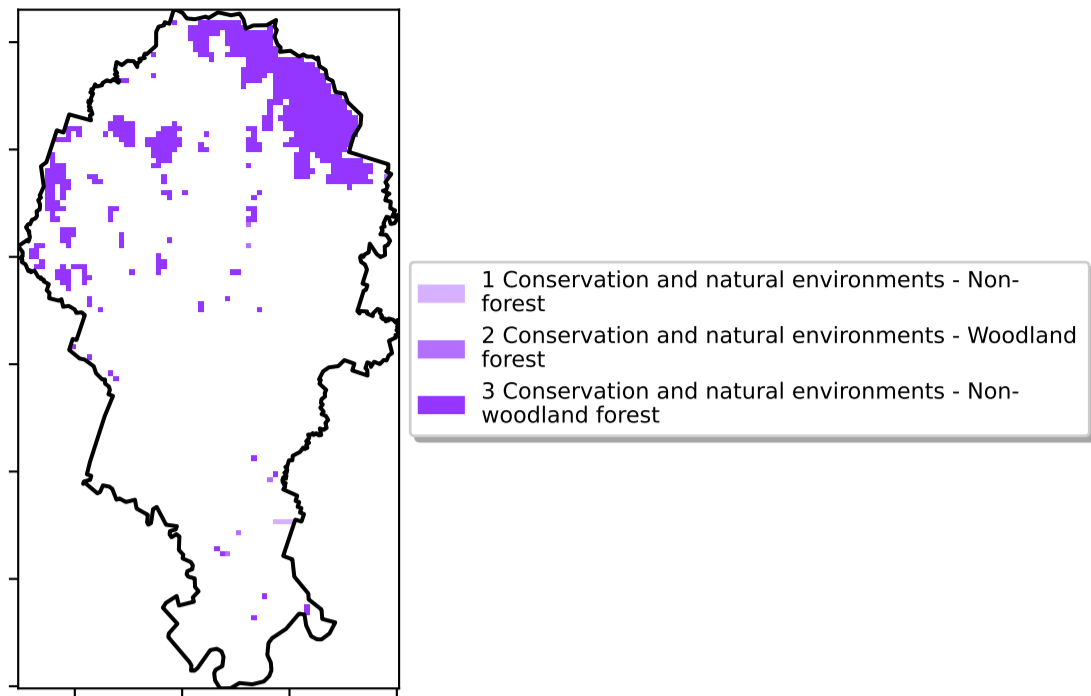 1 Conservation and natural environments - Non-
forest
2 Conservation and natural environments - Woodland
forest
3 Conservation and natural environments - Non-
woodland forest